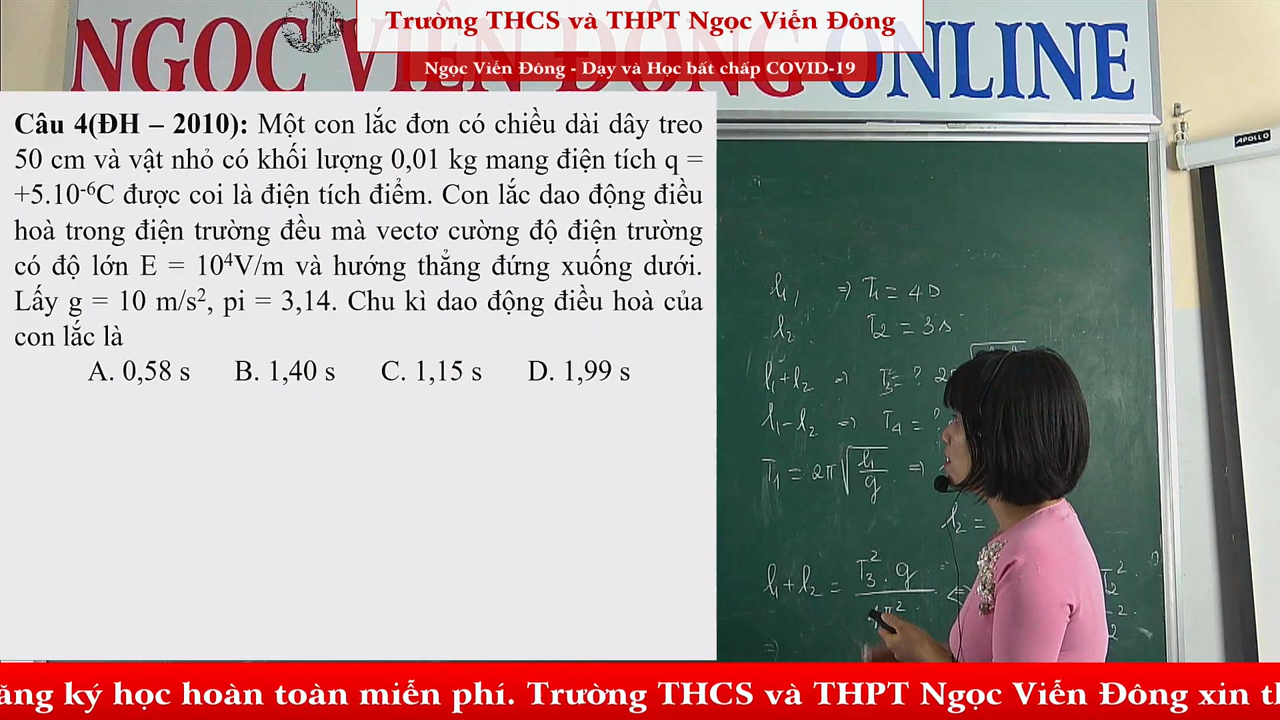 Trường THCS và THPT Ngọc Viễn Đông
NGỌC VIỄN ĐÔNG ONLINE
Ngọc Viễn Đông - Dạy và Học bất chấp COVID-19
APOLLO
Câu 4(ĐH – 2010): Một con lắc đơn có chiều dài dây treo
50 cm và vật nhỏ có khối lượng 0,01 kg mang điện tích q =
+5.10⁻⁶C được coi là điện tích điểm. Con lắc dao động điều
hoà trong điện trường đều mà vectơ cường độ điện trường
có độ lớn E = 10⁴V/m và hướng thẳng đứng xuống dưới.
Lấy g = 10 m/s², pi = 3,14. Chu kì dao động điều hoà của
con lắc là
A. 0,58 s B. 1,40 s C. 1,15 s D. 1,99 s
l₁ ⇒ T₁ = 4s
l₂ T₂ = 3s
l₁+l₂ ⇒ T₃ = ?
l₁-l₂ ⇒ T₄ = ?
T₁ = 2π√(l₁/g) ⇒
l₂ =
l₁+l₂ = T₃².g / 4π²
ăng ký học hoàn toàn miễn phí. Trường THCS và THPT Ngọc Viễn Đông xin th